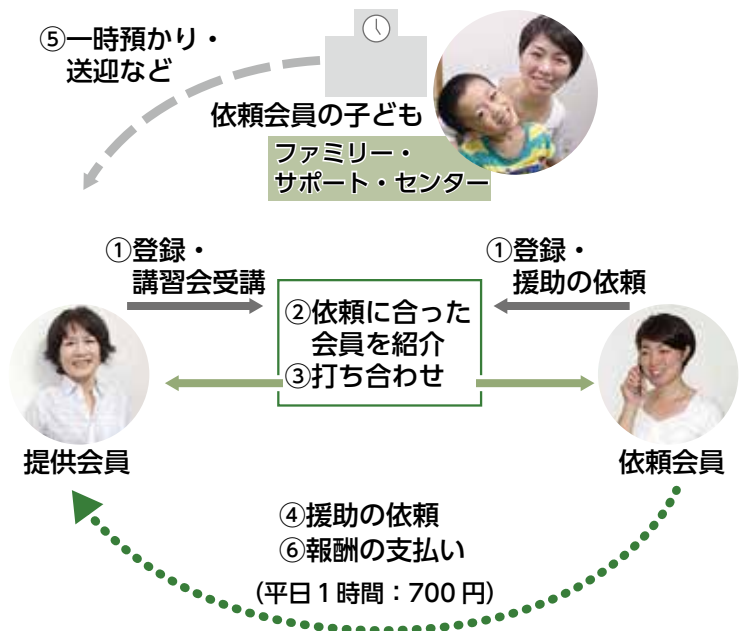 ⑤一時預かり・
送迎など
依頼会員の子ども
ファミリー・
サポート・センター
①登録・
講習会受講
①登録・
援助の依頼
②依頼に合った
会員を紹介
③打ち合わせ
提供会員
依頼会員
④援助の依頼
⑥報酬の支払い
(平日1時間：700円)